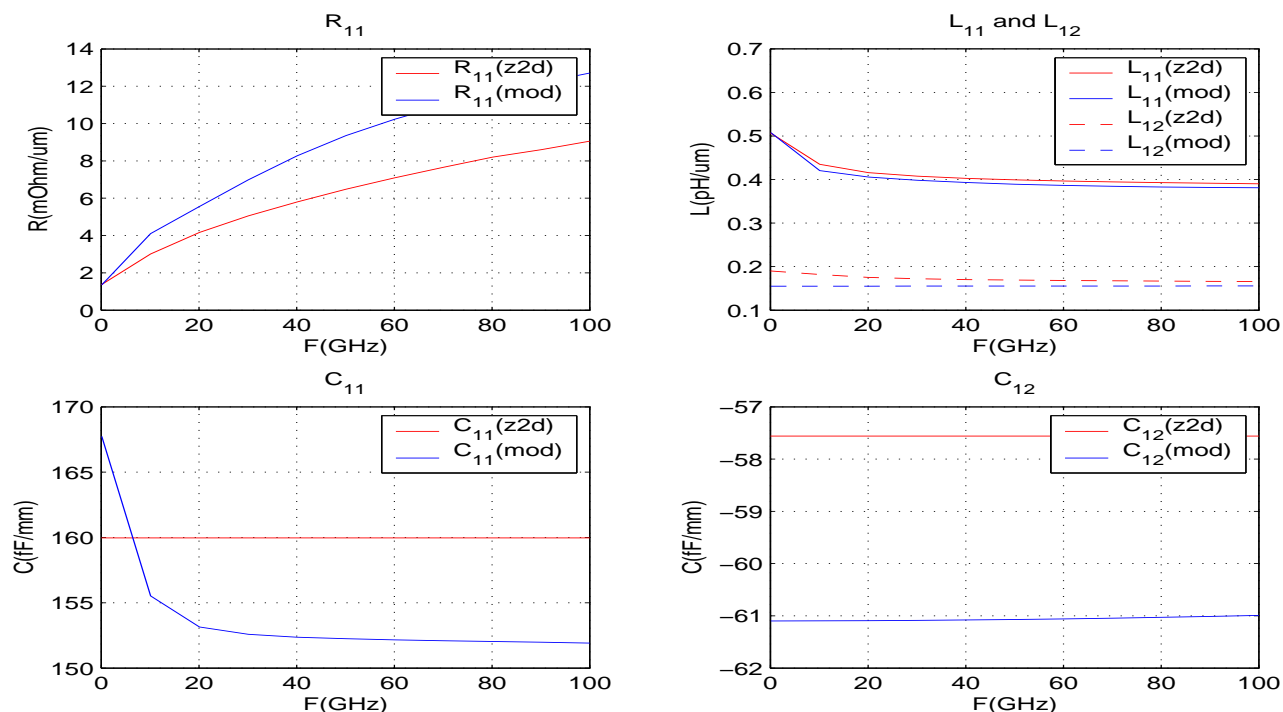 R11
14
12
10
8
6
4
2
0
R(mOhm/um)
R11(z2d)
R11(mod)
0 20 40 60 80 100
F(GHz)
L11 and L12
0.7
0.6
0.5
0.4
0.3
0.2
0.1
L(pH/um)
L11(z2d)
L11(mod)
L12(z2d)
L12(mod)
0 20 40 60 80 100
F(GHz)
C11
170
165
160
155
150
C(fF/mm)
C11(z2d)
C11(mod)
0 20 40 60 80 100
F(GHz)
C12
−57
−58
−59
−60
−61
−62
C(fF/mm)
C12(z2d)
C12(mod)
0 20 40 60 80 100
F(GHz)